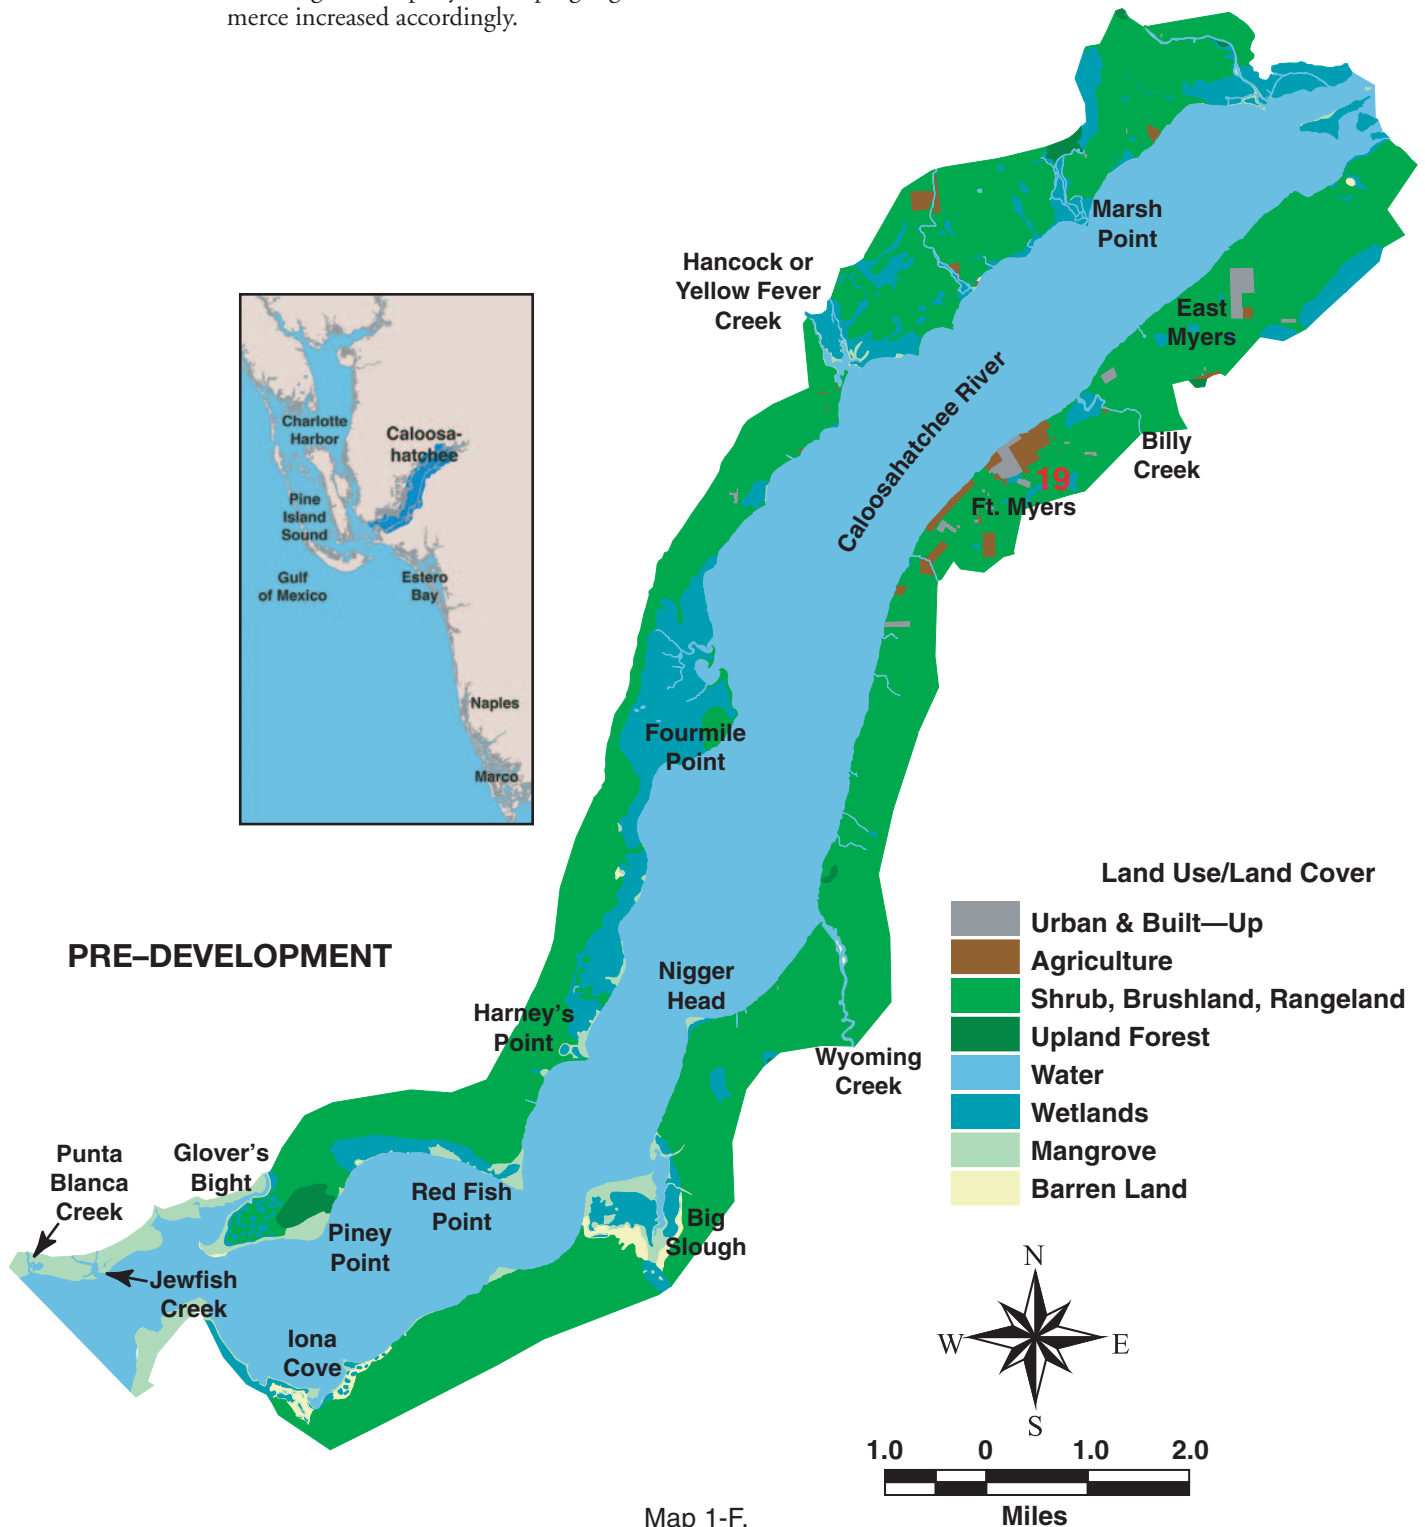 merce increased accordingly.
Marsh
Point
Hancock or
Yellow Fever
Creek
East
Myers
Caloosahatchee River
Billy
Creek
19
Ft. Myers
Charlotte
Harbor
Caloosa-
hatchee
Pine
Island
Sound
Gulf
of Mexico
Estero
Bay
Naples
Marco
Fourmile
Point
Land Use/Land Cover
Urban & Built—Up
Agriculture
Shrub, Brushland, Rangeland
Upland Forest
Water
Wetlands
Mangrove
Barren Land
PRE–DEVELOPMENT
Nigger
Head
Harney's
Point
Wyoming
Creek
Punta
Blanca
Creek
Glover's
Bight
Red Fish
Point
Piney
Point
Big
Slough
Jewfish
Creek
Iona
Cove
N
W
E
S
1.0 0 1.0 2.0
Miles
Map 1-F.